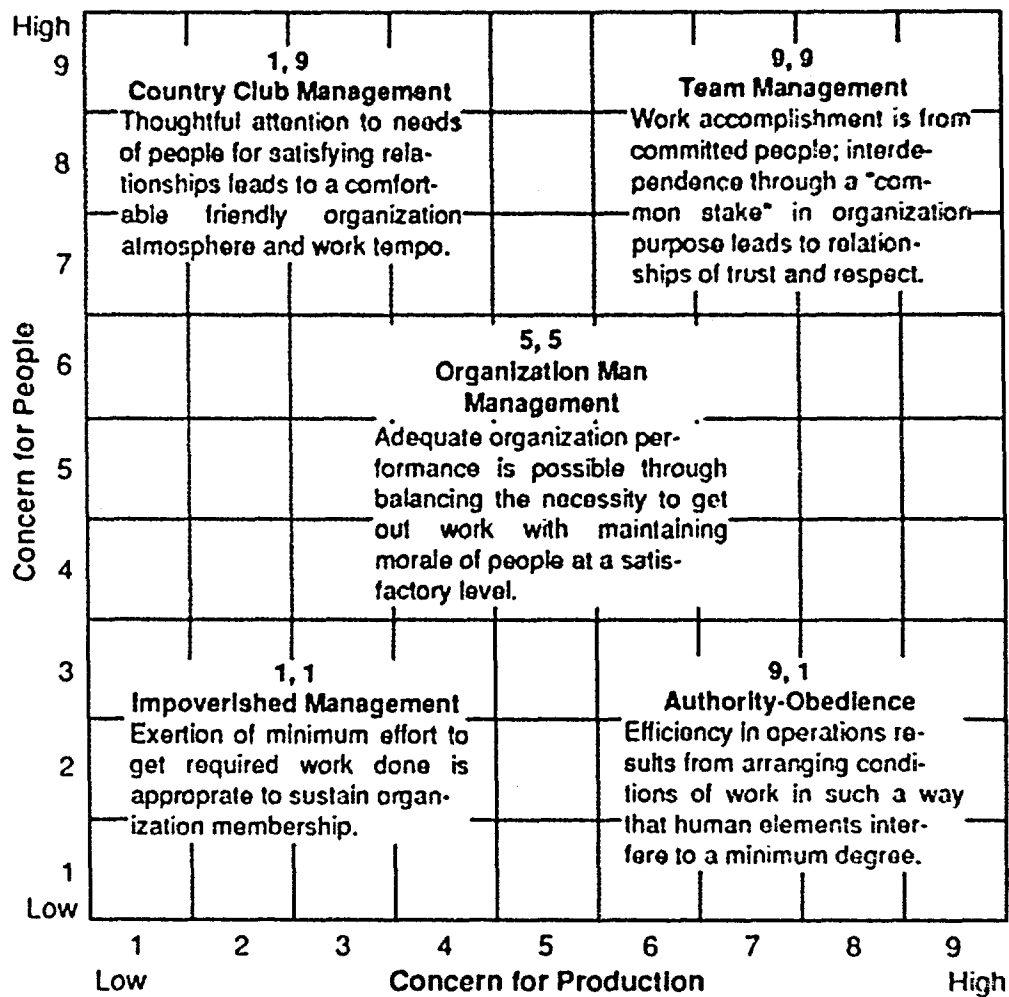 High
9
8
7
6
5
4
3
2
1
Low
Concern for People
1, 9
Country Club Management
Thoughtful attention to needs
of people for satisfying rela-
tionships leads to a comfort-
able friendly organization
atmosphere and work tempo.
9, 9
Team Management
Work accomplishment is from
committed people; interde-
pendence through a "com-
mon stake" in organization
purpose leads to relation-
ships of trust and respect.
5, 5
Organization Man
Management
Adequate organization per-
formance is possible through
balancing the necessity to get
out work with maintaining
morale of people at a satis-
factory level.
1, 1
Impoverished Management
Exertion of minimum effort to
get required work done is
approprate to sustain organ-
ization membership.
9, 1
Authority-Obedience
Efficiency in operations re-
sults from arranging condi-
tions of work in such a way
that human elements inter-
fere to a minimum degree.
1 2 3 4 5 6 7 8 9
Low Concern for Production High